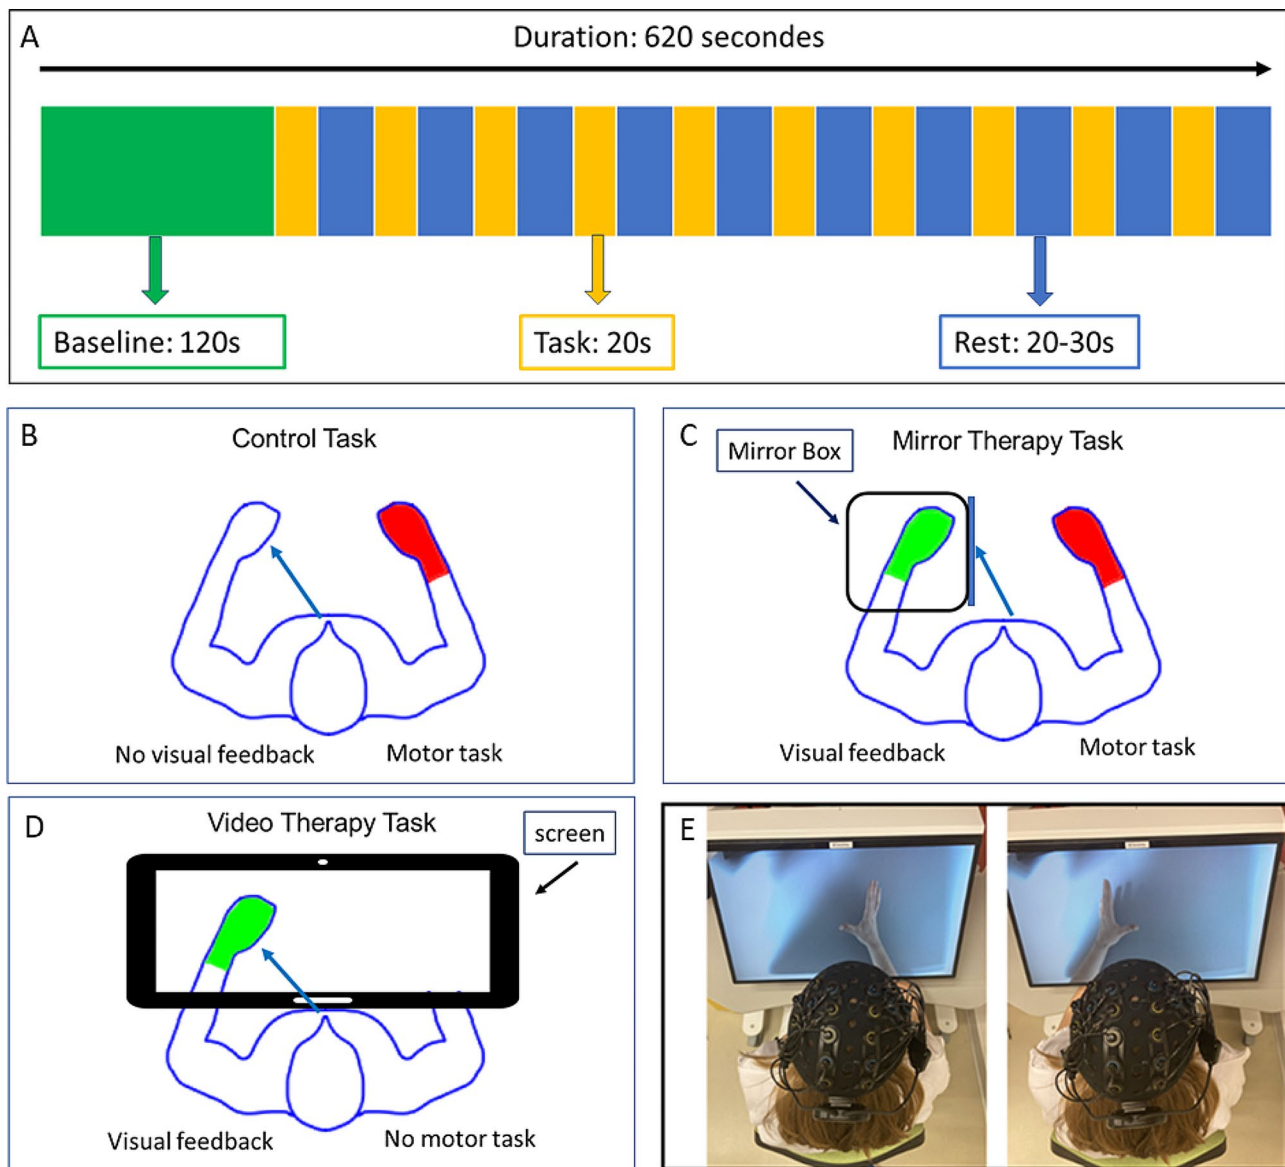 A
Duration: 620 secondes
Baseline: 120s
Task: 20s
Rest: 20-30s
B
Control Task
No visual feedback
Motor task
C
Mirror Box
Mirror Therapy Task
Visual feedback
Motor task
D
Video Therapy Task
screen
Visual feedback
No motor task
E